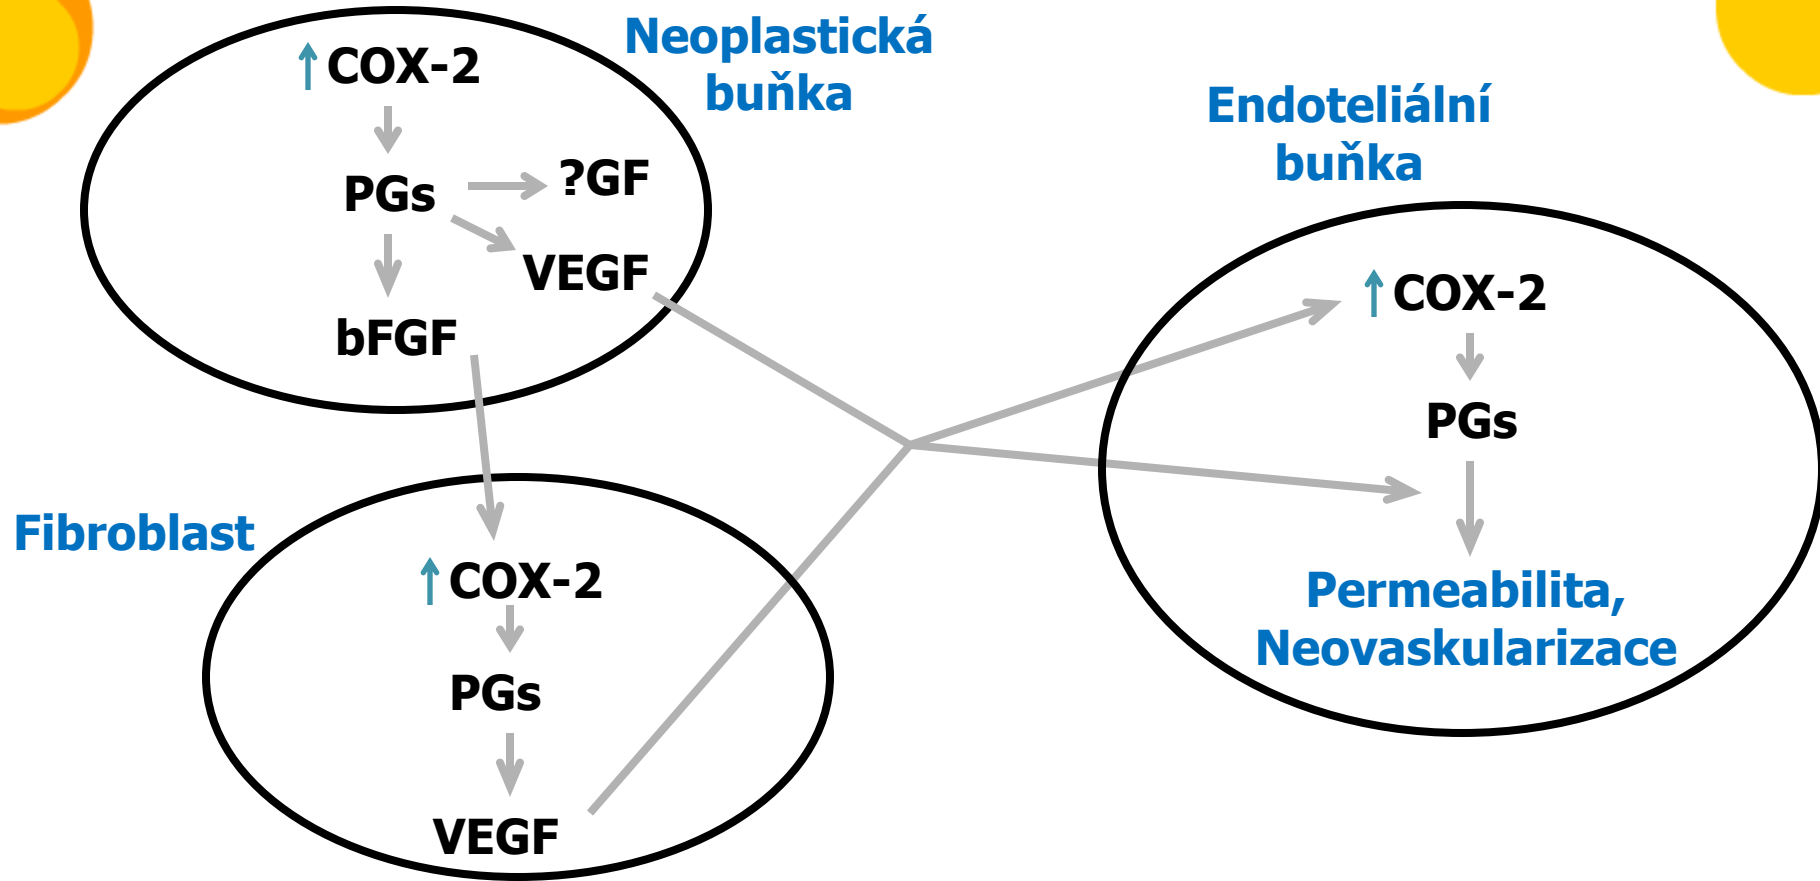 Neoplastická
buňka
COX-2
PGs
?GF
VEGF
bFGF
Fibroblast
COX-2
PGs
VEGF
Endoteliální
buňka
COX-2
PGs
Permeabilita,
Neovaskularizace